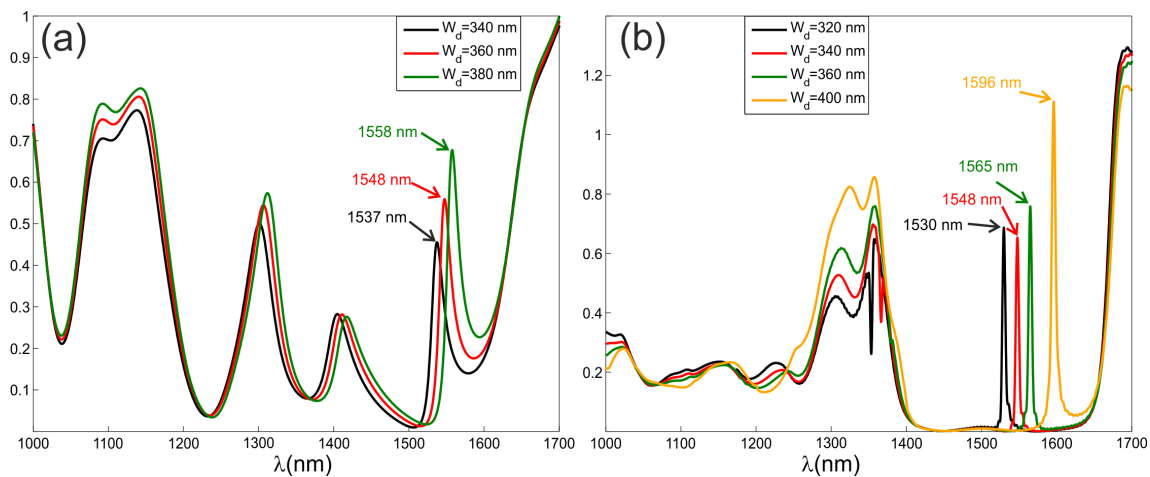 (a)
W_d=340 nm
W_d=360 nm
W_d=380 nm
1558 nm
1548 nm
1537 nm
1
0.9
0.8
0.7
0.6
0.5
0.4
0.3
0.2
0.1
1000 1100 1200 1300 1400 1500 1600 1700
λ(nm)
(b)
W_d=320 nm
W_d=340 nm
W_d=360 nm
W_d=400 nm
1596 nm
1565 nm
1548 nm
1530 nm
1.2
1
0.8
0.6
0.4
0.2
1000 1100 1200 1300 1400 1500 1600 1700
λ(nm)